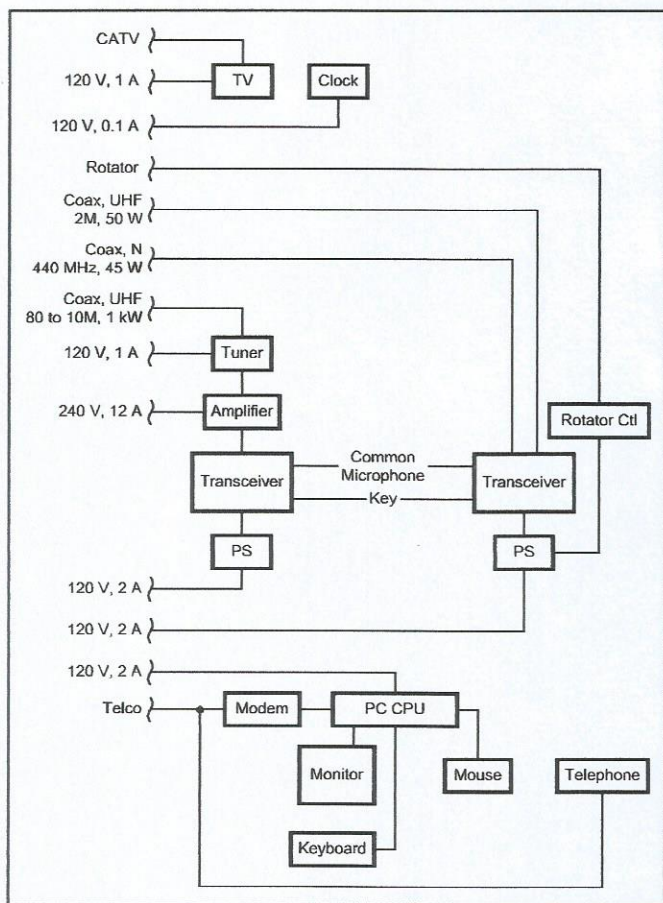 CATV
120 V, 1 A
TV
Clock
120 V, 0.1 A
Rotator
Coax, UHF
2M, 50 W
Coax, N
440 MHz, 45 W
Coax, UHF
80 to 10M, 1 kW
120 V, 1 A
Tuner
240 V, 12 A
Amplifier
Rotator Ctl
Transceiver
Common
Microphone
Key
Transceiver
PS
PS
120 V, 2 A
120 V, 2 A
120 V, 2 A
Telco
Modem
PC CPU
Monitor
Mouse
Telephone
Keyboard